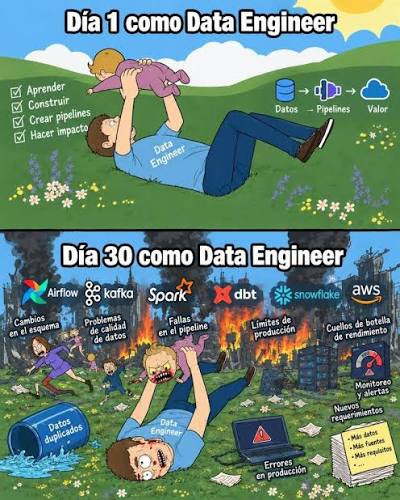 Día 1 como Data Engineer
Aprender
Construir
Crear pipelines
Hacer impacto
Datos → Pipelines → Valor
Data
Engineer
Día 30 como Data Engineer
Airflow
kafka
Spark
dbt
snowflake
aws
Cambios
en el esquema
Problemas
de calidad
de datos
Fallas
en el pipeline
Límites de
producción
Cuellos de botella
de rendimiento
Monitoreo
y alertas
Nuevos
requerimientos
Datos
duplicados
Data
Engineer
Errores
en producción
• Más datos
• Más fuentes
• Más requisitos
• ...